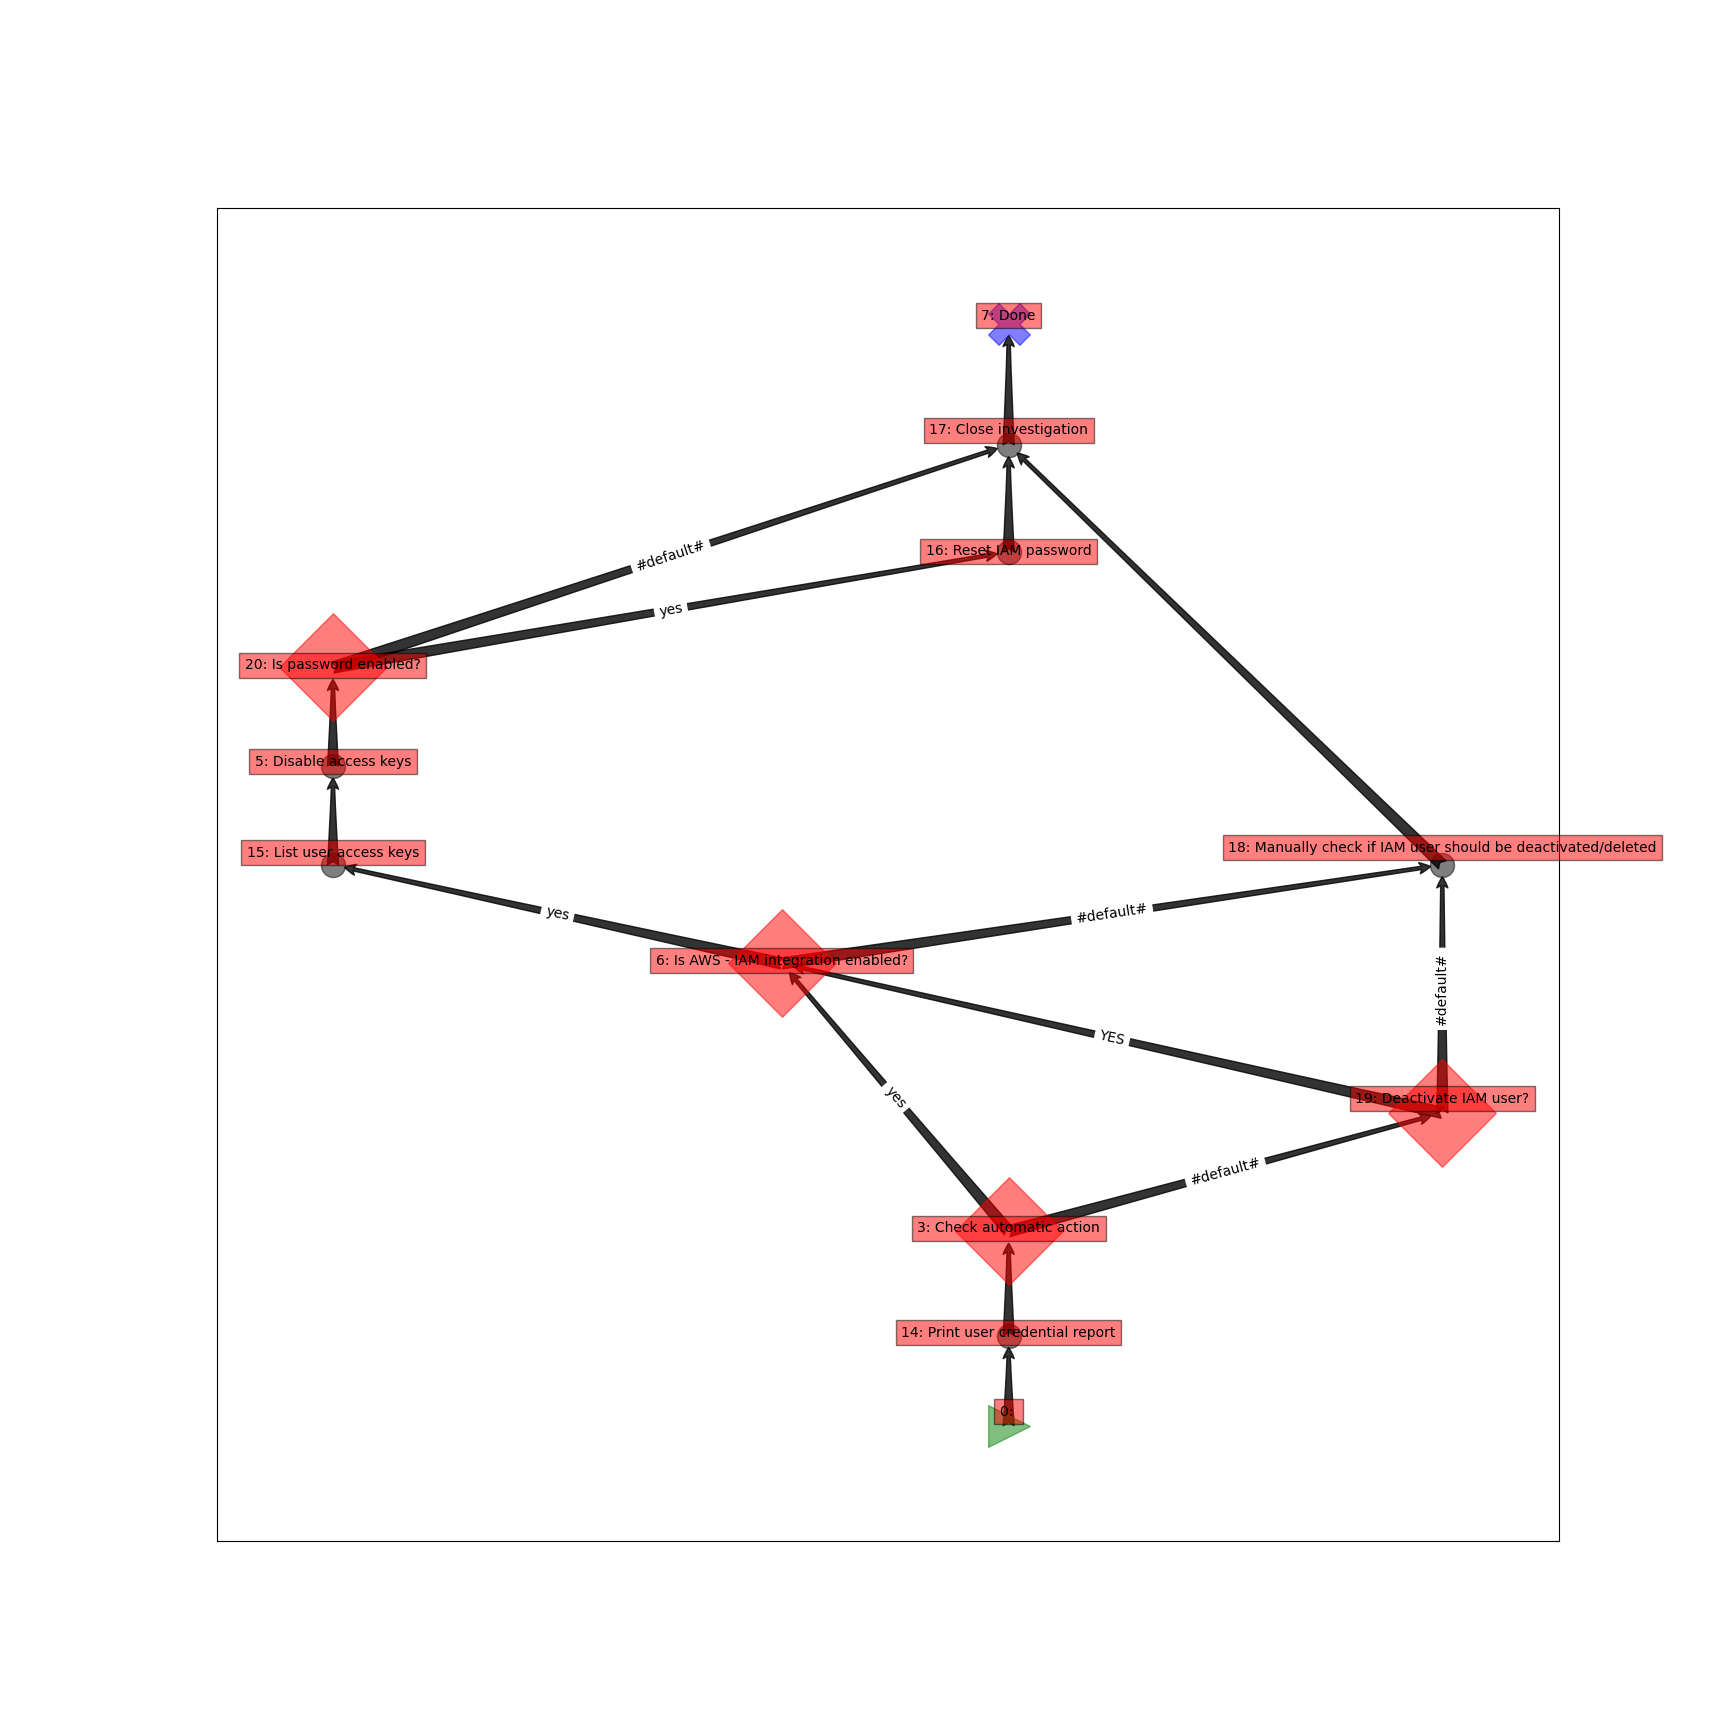 7: Done
17: Close investigation
#default#
16: Reset IAM password
yes
20: Is password enabled?
5: Disable access keys
15: List user access keys
18: Manually check if IAM user should be deactivated/deleted
yes
#default#
6: Is AWS - IAM integration enabled?
#default#
YES
yes
19: Deactivate IAM user?
#default#
3: Check automatic action
14: Print user credential report
0: